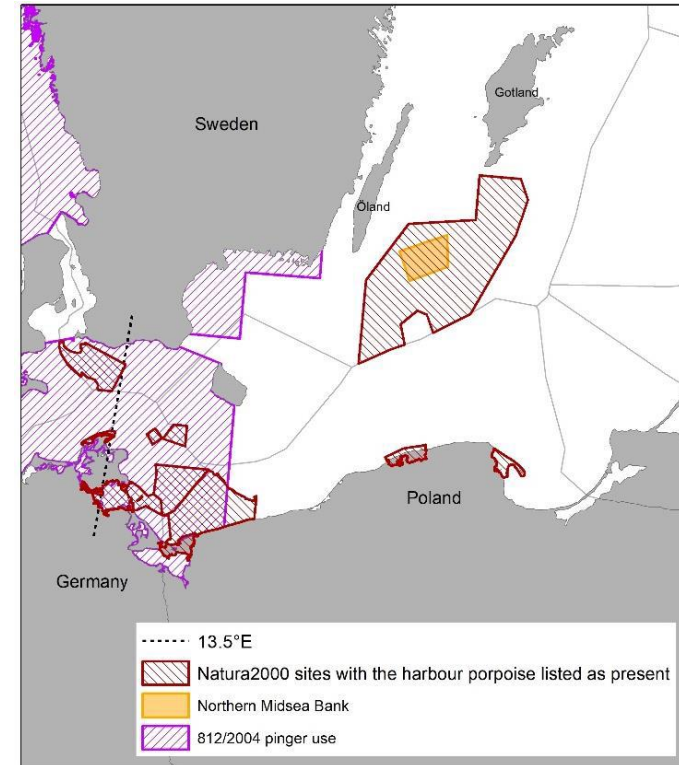 Gotland
Sweden
Öland
Poland
Germany
13.5°E
Natura2000 sites with the harbour porpoise listed as present
Northern Midsea Bank
812/2004 pinger use